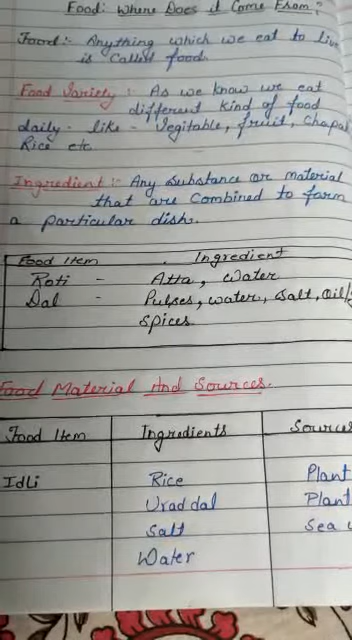 Food: Where Does it Come From?
Food:- Anything which we eat to live
is called food.
Food Variety :- As we know we eat
different kind of food
daily - like - Vegitable, fruit, Chapa
Rice etc
Ingredient:- Any substance or material
that are combined to form
a particular dish.
Food Item Ingredient
Roti - Atta, Water
Dal - Pulses, water, Salt, Oil/
Spices
Food Material And Sources.
Food Item Ingredients Sources
Idli Rice Plant
Urad dal Plant
Salt Sea
Water